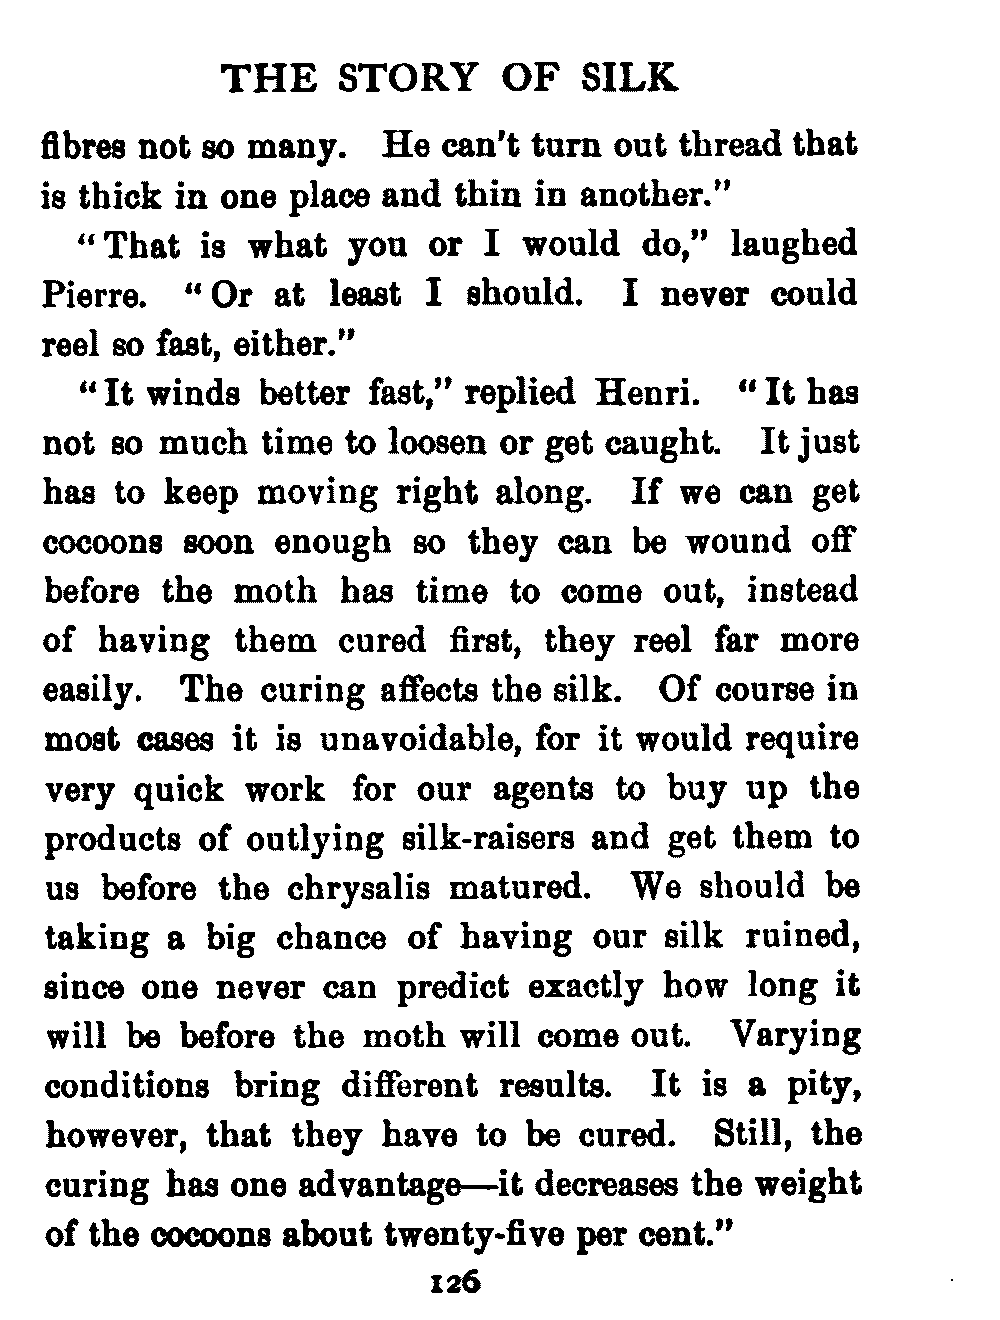 THE STORY OF SILK
fibres not so many. He can't turn out thread that
is thick in one place and thin in another."
"That is what you or I would do," laughed
Pierre. "Or at least I should. I never could
reel so fast, either."
"It winds better fast," replied Henri. "It has
not so much time to loosen or get caught. It just
has to keep moving right along. If we can get
cocoons soon enough so they can be wound off
before the moth has time to come out, instead
of having them cured first, they reel far more
easily. The curing affects the silk. Of course in
most cases it is unavoidable, for it would require
very quick work for our agents to buy up the
products of outlying silk-raisers and get them to
us before the chrysalis matured. We should be
taking a big chance of having our silk ruined,
since one never can predict exactly how long it
will be before the moth will come out. Varying
conditions bring different results. It is a pity,
however, that they have to be cured. Still, the
curing has one advantage—it decreases the weight
of the cocoons about twenty-five per cent."
126